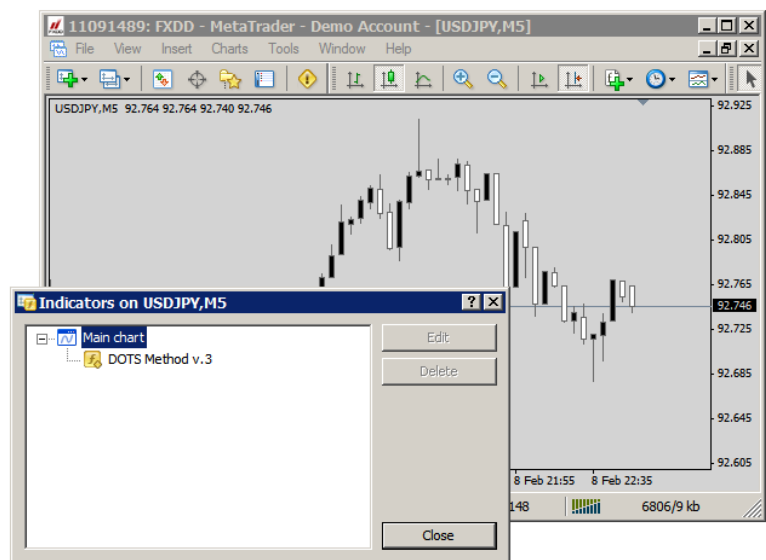 11091489: FXDD - MetaTrader - Demo Account - [USDJPY,M5]
File View Insert Charts Tools Window Help
USDJPY,M5 92.764 92.764 92.740 92.746
92.925
92.885
92.845
92.805
92.765
92.746
92.725
92.685
92.645
92.605
8 Feb 21:55 8 Feb 22:35
148 6806/9 kb
Indicators on USDJPY,M5
Main chart
DOTS Method v.3
Edit
Delete
Close